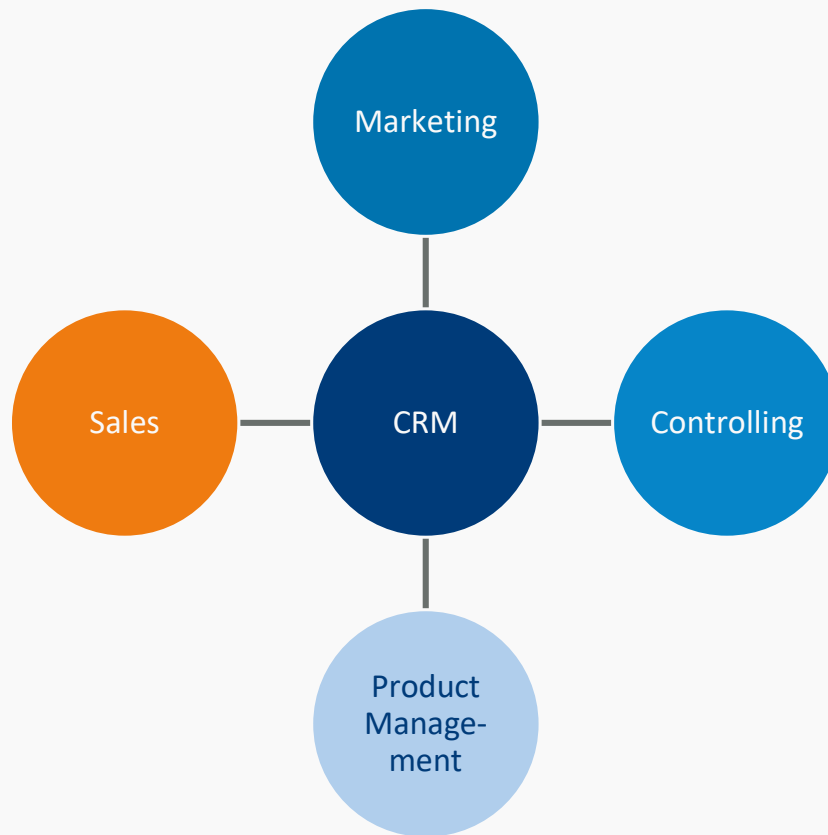 Marketing
Sales
CRM
Controlling
Product
Manage-
ment